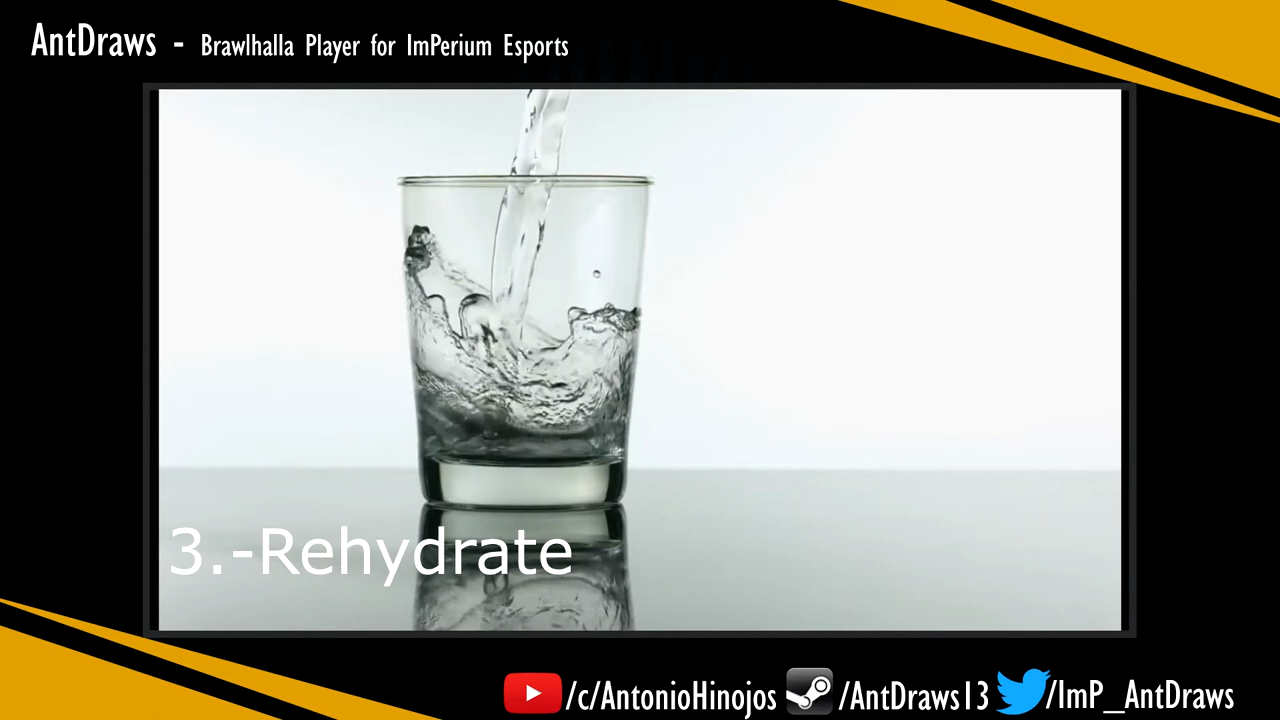 AntDraws - Brawlhalla Player for ImPerium Esports
3.-Rehydrate
/c/AntonioHinojos /AntDraws13 /ImP_AntDraws